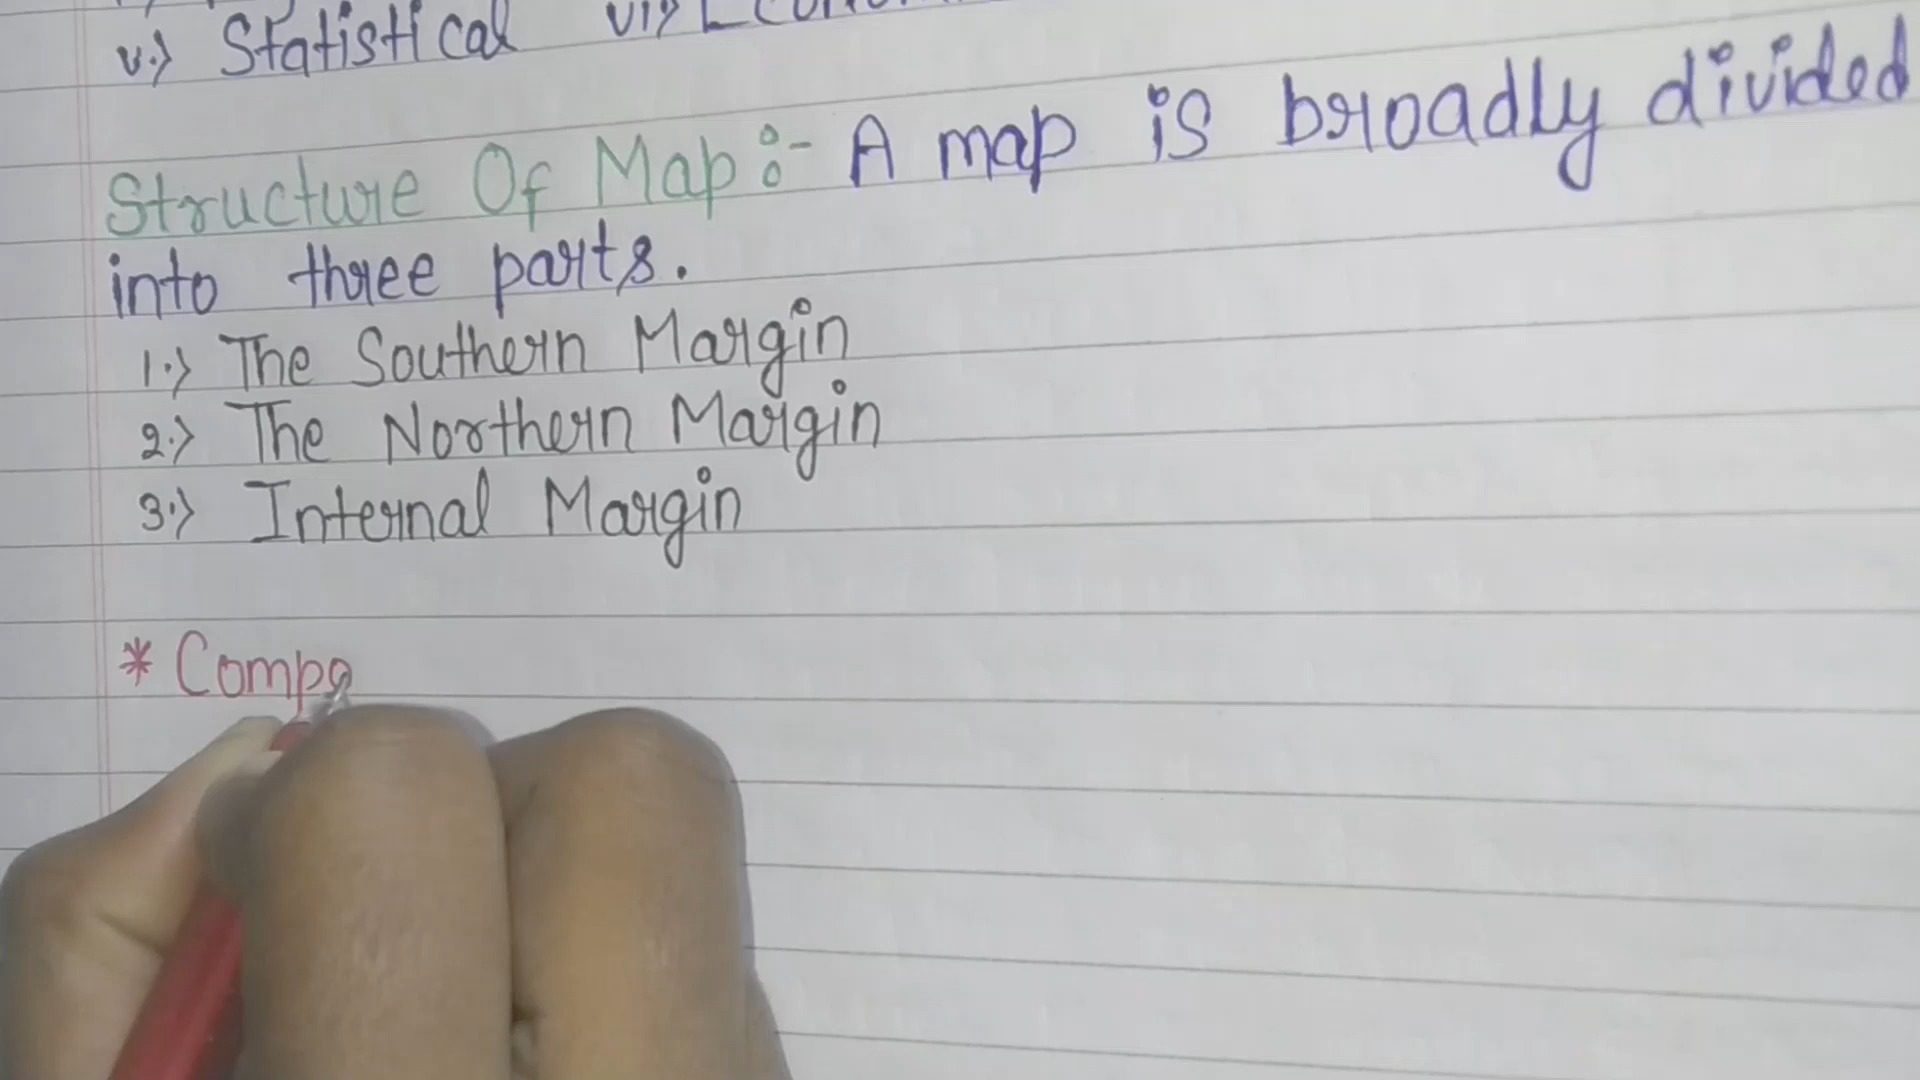 v.) Statistical vi)
Structure Of Map :- A map is broadly divided
into three parts.
1.) The Southern Margin
2.) The Northern Margin
3.) Internal Margin
* Compo